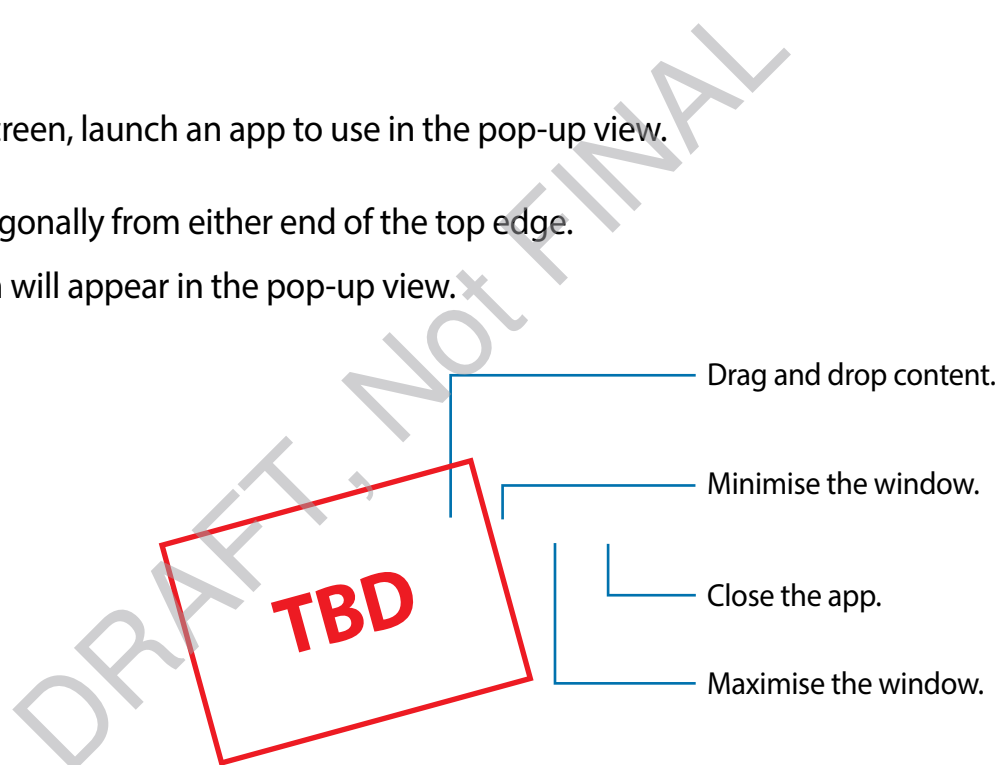 treen, launch an app to use in the pop-up view.
gonally from either end of the top edge.
will appear in the pop-up view.
Drag and drop content.
Minimise the window.
TBD
Close the app.
Maximise the window.
DRAFT, Not FINAL